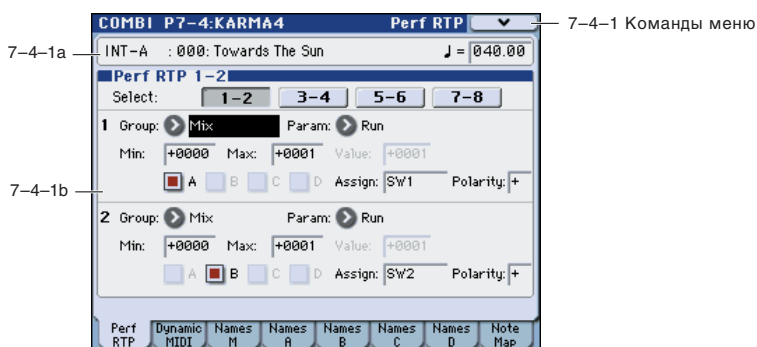 COMBI P7-4:KARMA4 Perf RTP
7–4–1 Команды меню
7–4–1a
INT-A : 000: Towards The Sun ♩ = 040.00
Perf RTP 1-2
Select: 1-2 3-4 5-6 7-8
1 Group: Mix Param: Run
Min: +0000 Max: +0001 Value: +0001
A B C D Assign: SW1 Polarity: +
7–4–1b
2 Group: Mix Param: Run
Min: +0000 Max: +0001 Value: +0001
A B C D Assign: SW2 Polarity: +
Perf RTP Dynamic MIDI Names M Names A Names B Names C Names D Note Map